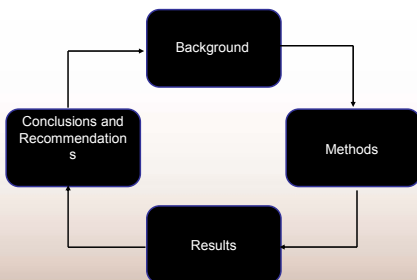 Background
Conclusions and
Recommendation
s
Methods
Results